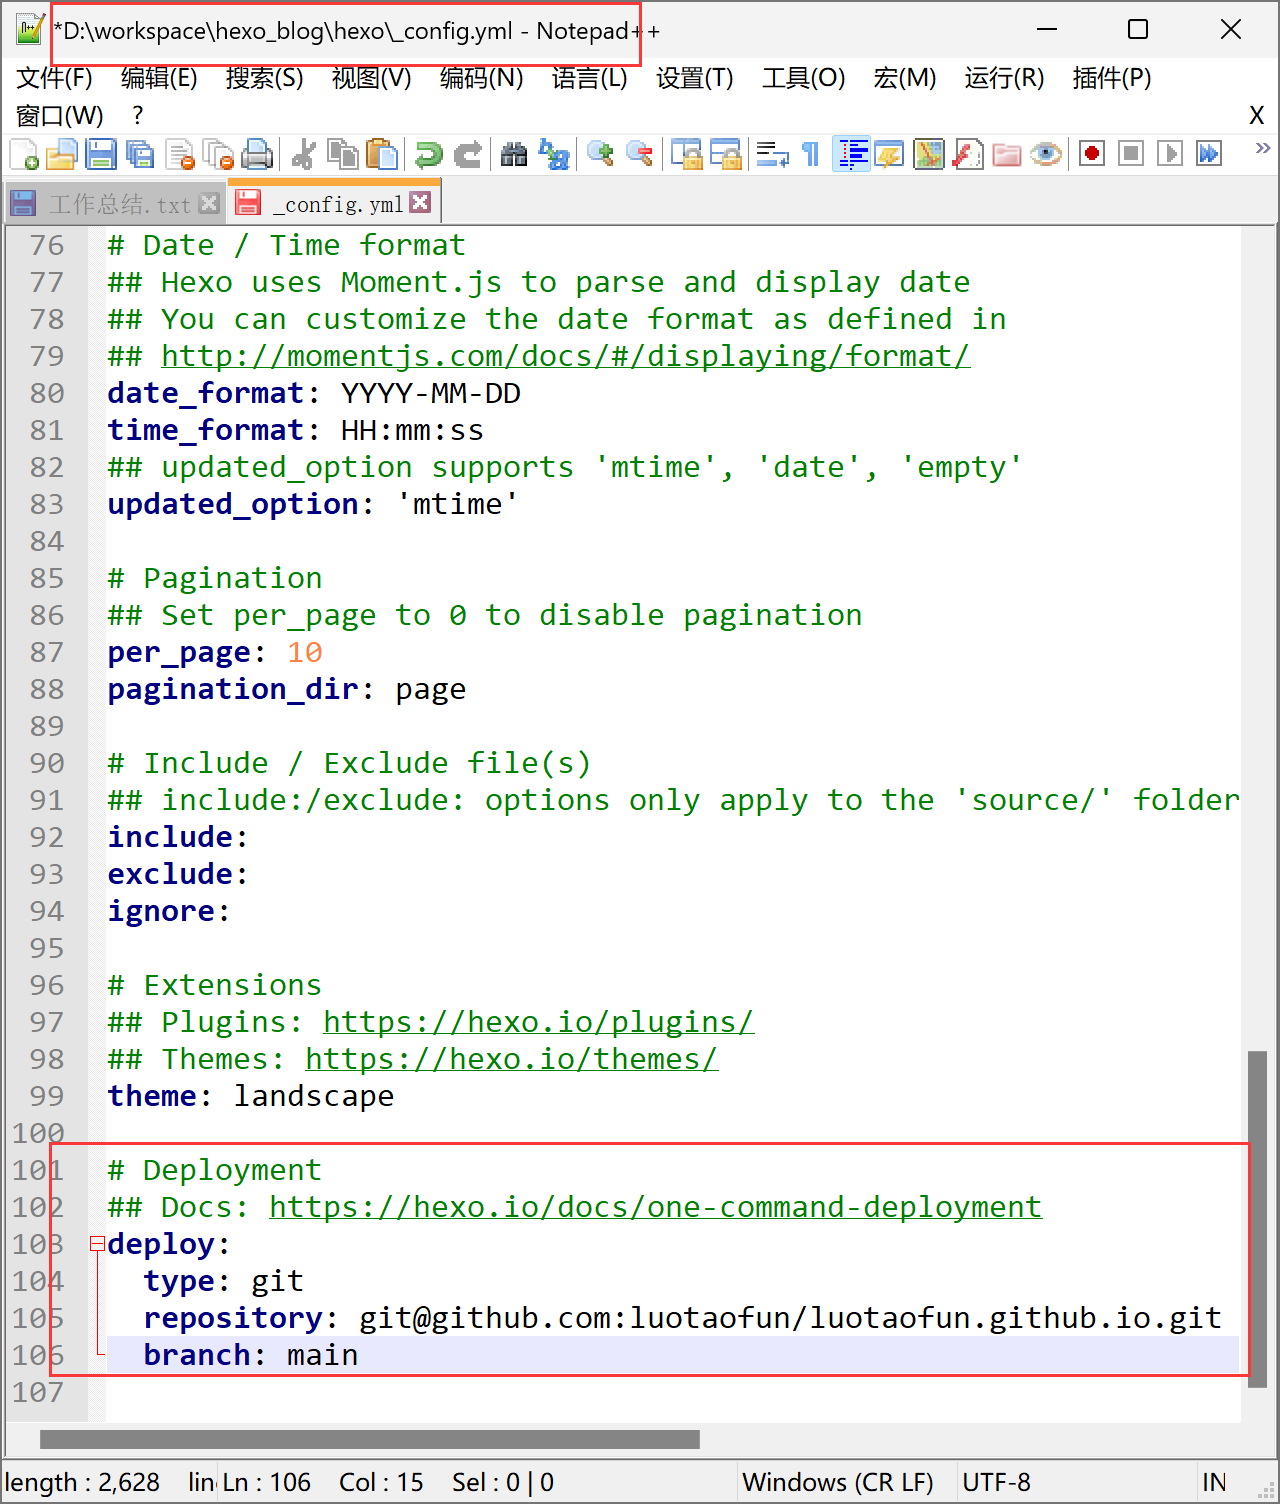 *D:\workspace\hexo_blog\hexo\_config.yml - Notepad++
文件(F) 编辑(E) 搜索(S) 视图(V) 编码(N) 语言(L) 设置(T) 工具(O) 宏(M) 运行(R) 插件(P)
窗口(W) ? X
工作总结.txt _config.yml
76 # Date / Time format
77 ## Hexo uses Moment.js to parse and display date
78 ## You can customize the date format as defined in
79 ## http://momentjs.com/docs/#/displaying/format/
80 date_format: YYYY-MM-DD
81 time_format: HH:mm:ss
82 ## updated_option supports 'mtime', 'date', 'empty'
83 updated_option: 'mtime'
84
85 # Pagination
86 ## Set per_page to 0 to disable pagination
87 per_page: 10
88 pagination_dir: page
89
90 # Include / Exclude file(s)
91 ## include:/exclude: options only apply to the 'source/' folder
92 include:
93 exclude:
94 ignore:
95
96 # Extensions
97 ## Plugins: https://hexo.io/plugins/
98 ## Themes: https://hexo.io/themes/
99 theme: landscape
100
101 # Deployment
102 ## Docs: https://hexo.io/docs/one-command-deployment
103 deploy:
104   type: git
105   repository: git@github.com:luotaofun/luotaofun.github.io.git
106   branch: main
107
length : 2,628 lin Ln : 106 Col : 15 Sel : 0 | 0 Windows (CR LF) UTF-8 IN